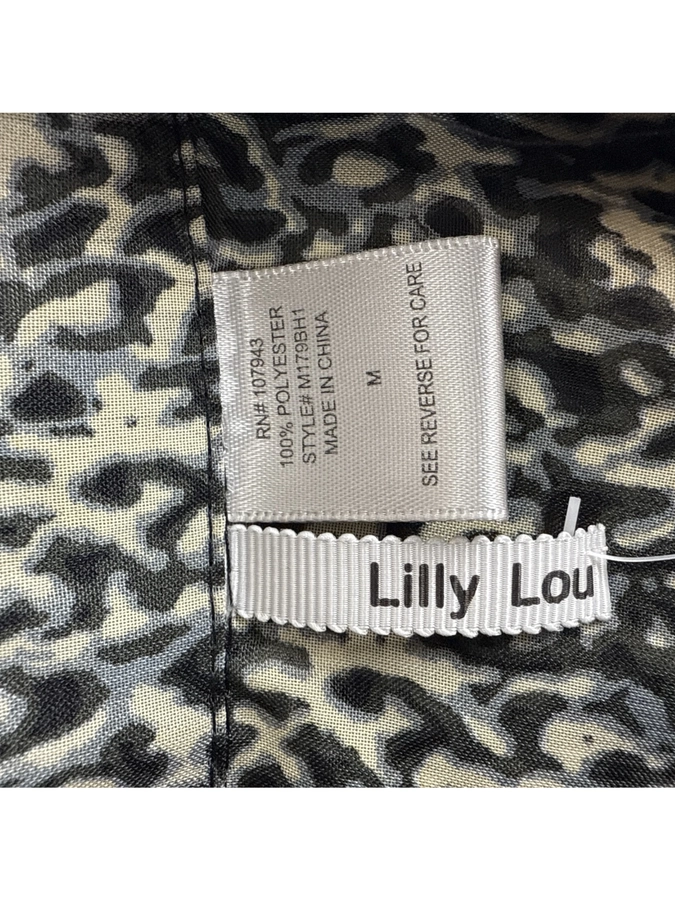 RN# 107943
100% POLYESTER
STYLE# M179BH1
MADE IN CHINA
M
SEE REVERSE FOR CARE
Lilly Lou